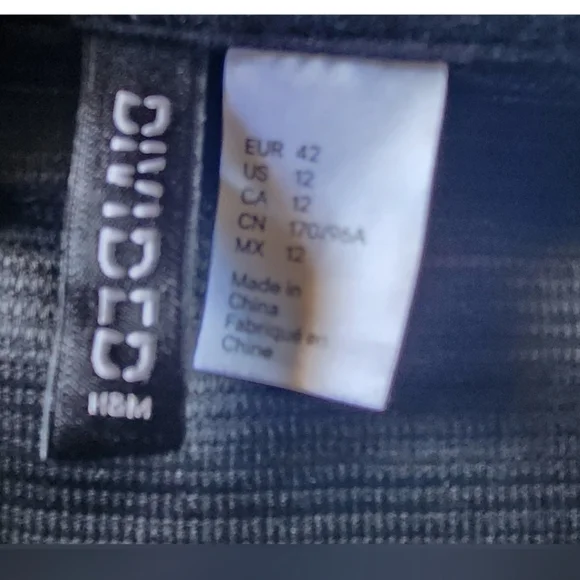 DIVIDED
H&M
EUR 42
US 12
CA 12
CN 170/96A
MX 12
Made in
China
Fabriqué en
Chine